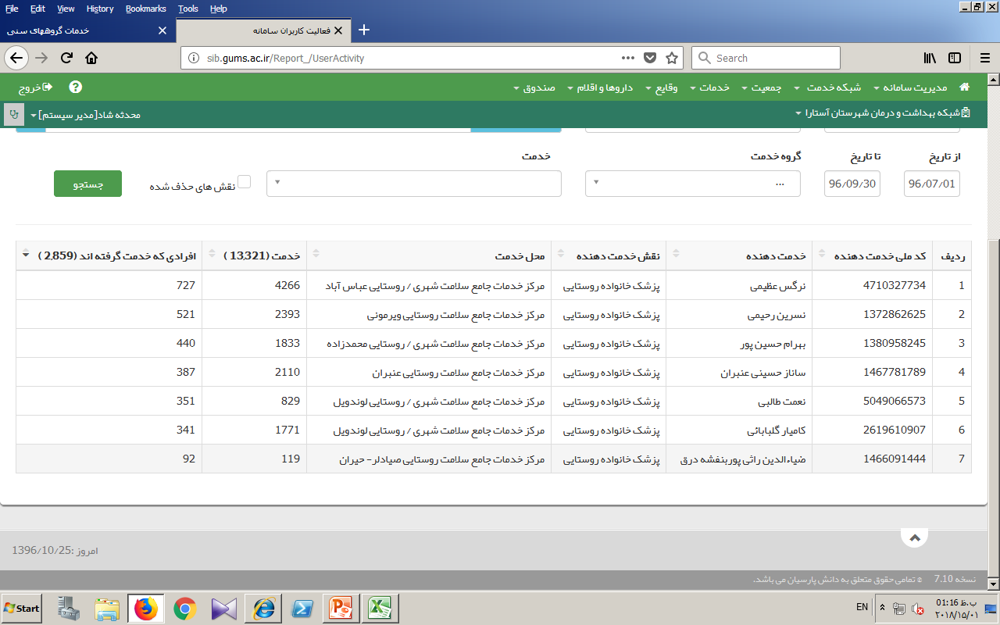 File Edit View History Bookmarks Tools Help
خدمات گروههای سنی
فعالیت کاربران سامانه
sib.gums.ac.ir/Report_/UserActivity
Search
مدیریت سامانه شبکه خدمت جمعیت خدمات وقایع داروها و اقلام صندوق خروج
شبکه بهداشت و درمان شهرستان آستارا
محدثه شاد[مدیر سیستم]
از تاریخ تا تاریخ گروه خدمت خدمت
96/07/01 96/09/30 ... نقش های حذف شده جستجو
ردیف کد ملی خدمت دهنده خدمت دهنده نقش خدمت دهنده محل خدمت خدمت (13,321 ) افرادی که خدمت گرفته اند (2,859 )
1 4710327734 نرگس عظیمی پزشک خانواده روستایی مرکز خدمات جامع سلامت شهری / روستایی عباس آباد 4266 727
2 1372862625 نسرین رحیمی پزشک خانواده روستایی مرکز خدمات جامع سلامت روستایی ویرمونی 2393 521
3 1380958245 بهرام حسین پور پزشک خانواده روستایی مرکز خدمات جامع سلامت شهری / روستایی محمدزاده 1833 440
4 1467781789 ساناز حسینی عنبران پزشک خانواده روستایی مرکز خدمات جامع سلامت روستایی عنبران 2110 387
5 5049066573 نعمت طالبی پزشک خانواده روستایی مرکز خدمات جامع سلامت شهری / روستایی لوندویل 829 351
6 2619610907 کامیار گلبابائی پزشک خانواده روستایی مرکز خدمات جامع سلامت شهری / روستایی لوندویل 1771 341
7 1466091444 ضیاءالدین رائی پوربنفشه درق پزشک خانواده روستایی مرکز خدمات جامع سلامت روستایی صیادلر- حیران 119 92
امروز :1396/10/25
نسخه 7.10 © تمامی حقوق متعلق به دانش پارسیان می باشد.
Start
EN
01:16 ب.ظ
۲۰۱۸/۱۵/۰۱